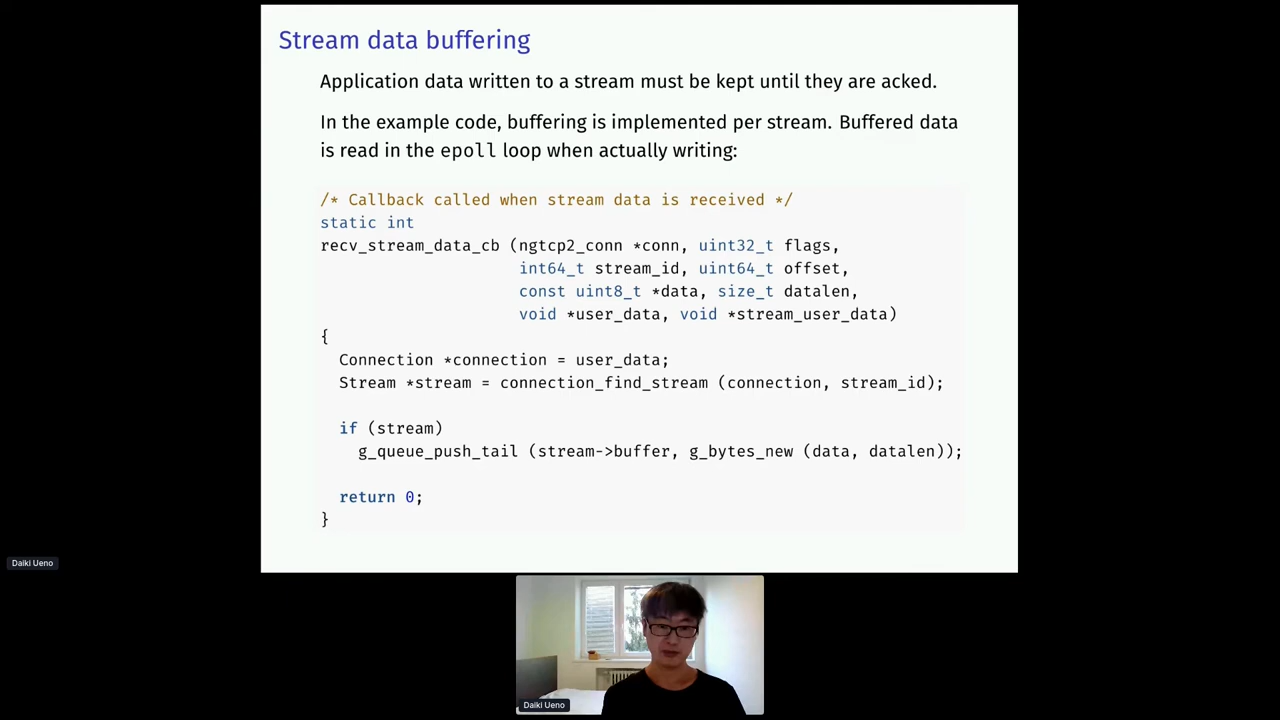 Stream data buffering
Application data written to a stream must be kept until they are acked.
In the example code, buffering is implemented per stream. Buffered data
is read in the epoll loop when actually writing:
/* Callback called when stream data is received */
static int
recv_stream_data_cb (ngtcp2_conn *conn, uint32_t flags,
int64_t stream_id, uint64_t offset,
const uint8_t *data, size_t datalen,
void *user_data, void *stream_user_data)
{
Connection *connection = user_data;
Stream *stream = connection_find_stream (connection, stream_id);
if (stream)
g_queue_push_tail (stream->buffer, g_bytes_new (data, datalen));
return 0;
}
Daiki Ueno
Daiki Ueno